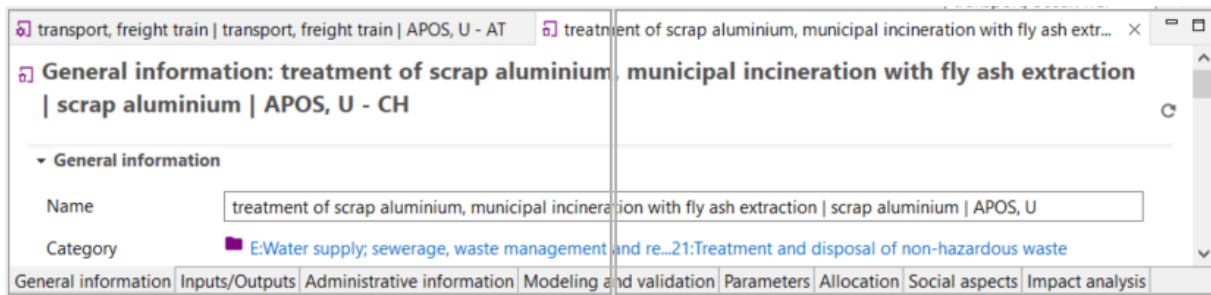 transport, freight train | transport, freight train | APOS, U - AT
treatment of scrap aluminium, municipal incineration with fly ash extr...
General information: treatment of scrap aluminium, municipal incineration with fly ash extraction
| scrap aluminium | APOS, U - CH
General information
Name
treatment of scrap aluminium, municipal incineration with fly ash extraction | scrap aluminium | APOS, U
Category
E:Water supply; sewerage, waste management and re...21:Treatment and disposal of non-hazardous waste
General information Inputs/Outputs Administrative information Modeling and validation Parameters Allocation Social aspects Impact analysis